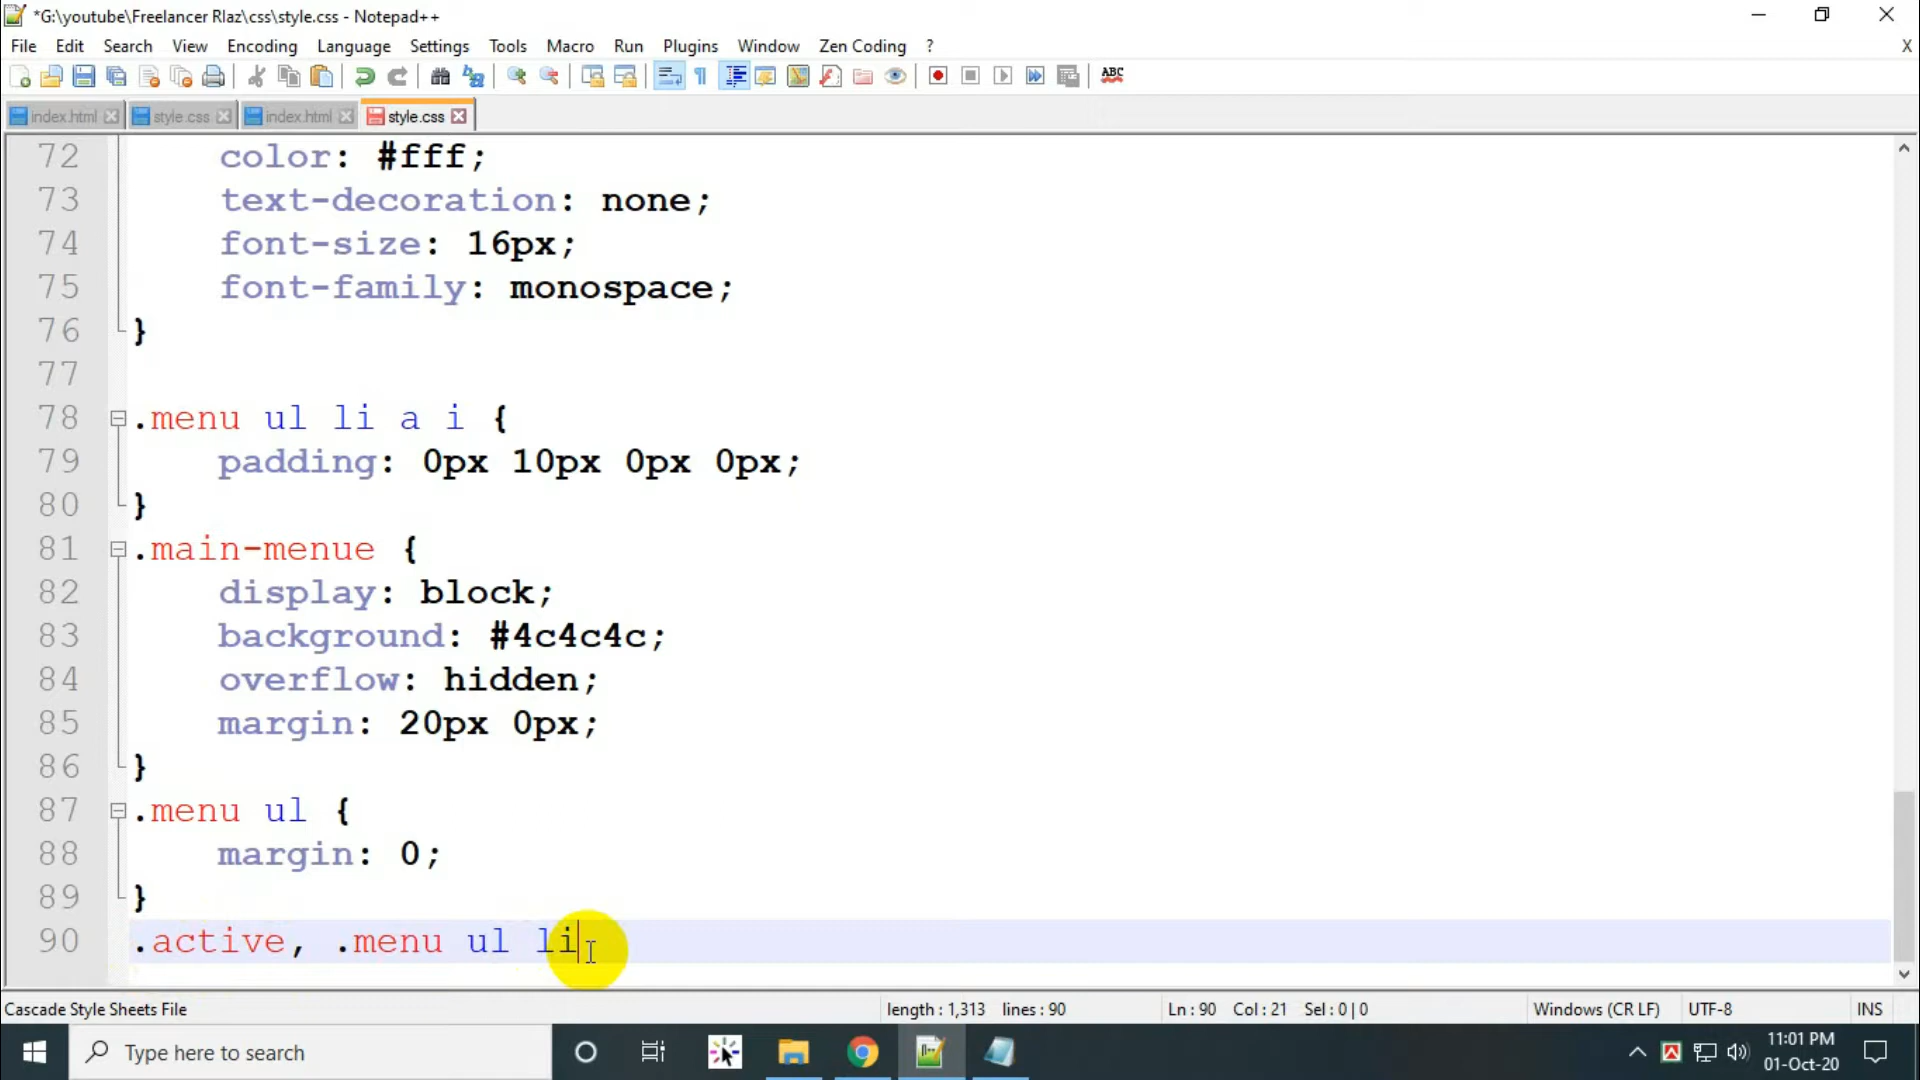 *G:\youtube\Freelancer Rlaz\css\style.css - Notepad++
File Edit Search View Encoding Language Settings Tools Macro Run Plugins Window Zen Coding ? X
ABC
index.html style.css index.html style.css
72 color: #fff;
73 text-decoration: none;
74 font-size: 16px;
75 font-family: monospace;
76 }
77
78 .menu ul li a i {
79 padding: 0px 10px 0px 0px;
80 }
81 .main-menue {
82 display: block;
83 background: #4c4c4c;
84 overflow: hidden;
85 margin: 20px 0px;
86 }
87 .menu ul {
88 margin: 0;
89 }
90 .active, .menu ul li
Cascade Style Sheets File length : 1,313 lines : 90 Ln : 90 Col : 21 Sel : 0 | 0 Windows (CR LF) UTF-8 INS
Type here to search
11:01 PM
01-Oct-20